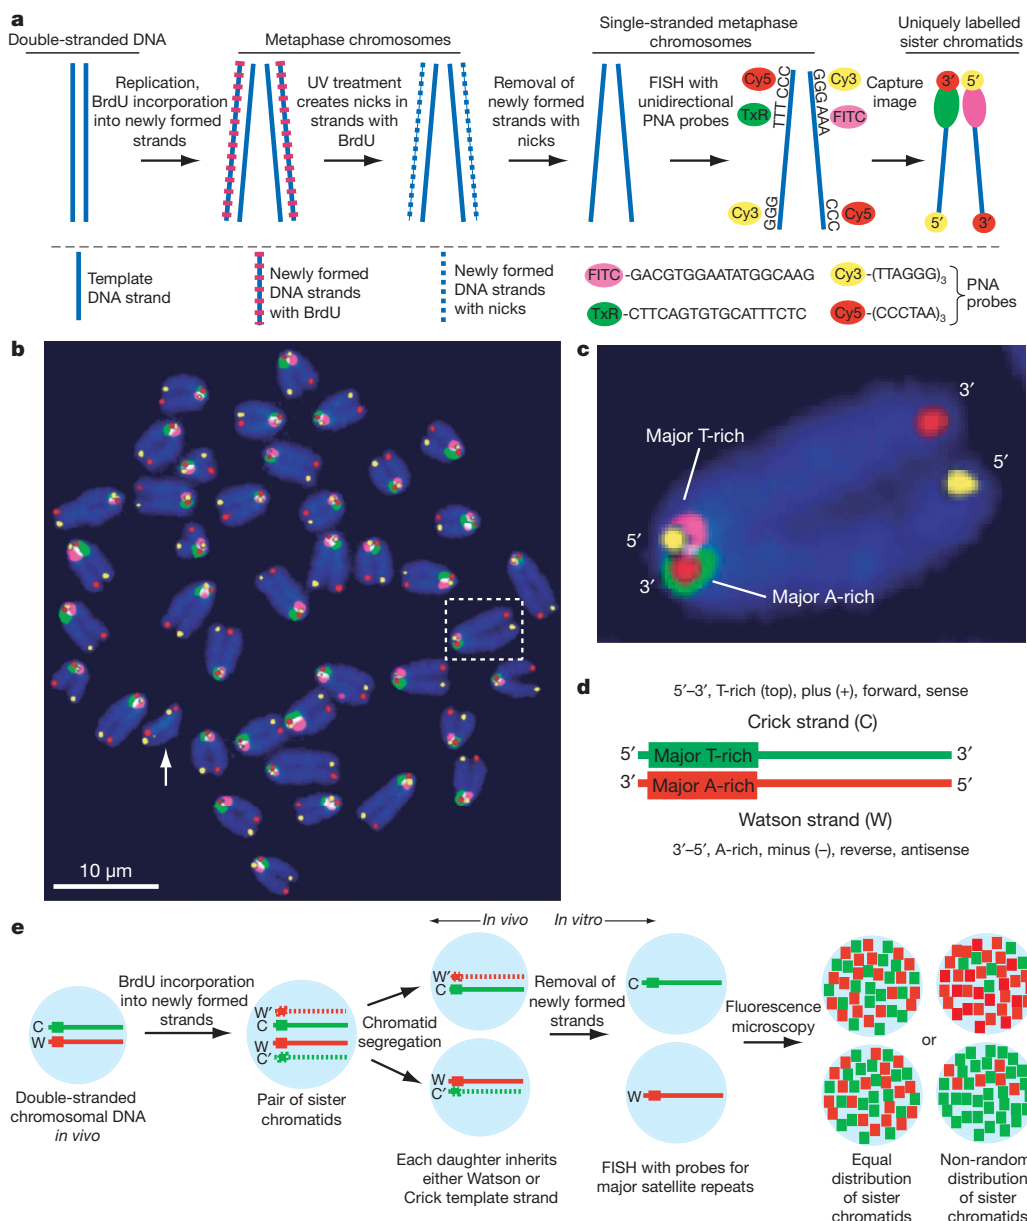 a
Double-stranded DNA
Metaphase chromosomes
Single-stranded metaphase
chromosomes
Uniquely labelled
sister chromatids
Replication,
BrdU incorporation
into newly formed
strands
UV treatment
creates nicks in
strands with
BrdU
Removal of
newly formed
strands with
nicks
FISH with
unidirectional
PNA probes
Cy5
CCC
TxR
TTT
GGG
Cy3
AAA
FITC
Cy3
GGG
CCC
Cy5
Capture
image
3′
5′
5′
3′
Template
DNA strand
Newly formed
DNA strands
with BrdU
Newly formed
DNA strands
with nicks
FITC-GACGTGGAATATGGCAAG
TxR-CTTCAGTGTGCATTTCTC
Cy3-(TTAGGG)3
Cy5-(CCCTAA)3
PNA
probes
b
10 µm
c
Major T-rich
3′
5′
5′
3′
Major A-rich
d
5′–3′, T-rich (top), plus (+), forward, sense
Crick strand (C)
5′ Major T-rich 3′
3′ Major A-rich 5′
Watson strand (W)
3′–5′, A-rich, minus (–), reverse, antisense
e
In vivo
In vitro
C
W
Double-stranded
chromosomal DNA
in vivo
BrdU incorporation
into newly formed
strands
W′
C
W
C′
Pair of sister
chromatids
Chromatid
segregation
W′
C
W
C′
Each daughter inherits
either Watson or
Crick template strand
Removal of
newly formed
strands
C
W
FISH with probes for
major satellite repeats
Fluorescence
microscopy
or
Equal
distribution
of sister
chromatids
Non-random
distribution
of sister
chromatids